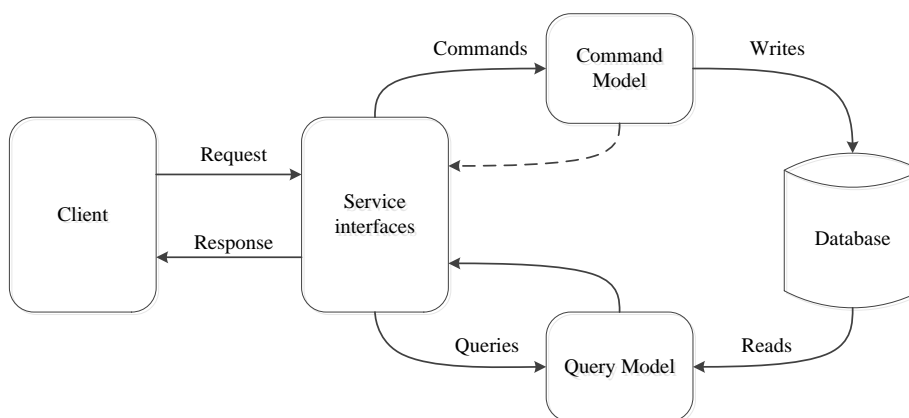 Commands
Command
Model
Writes
Client
Request
Response
Service
interfaces
Database
Queries
Query Model
Reads